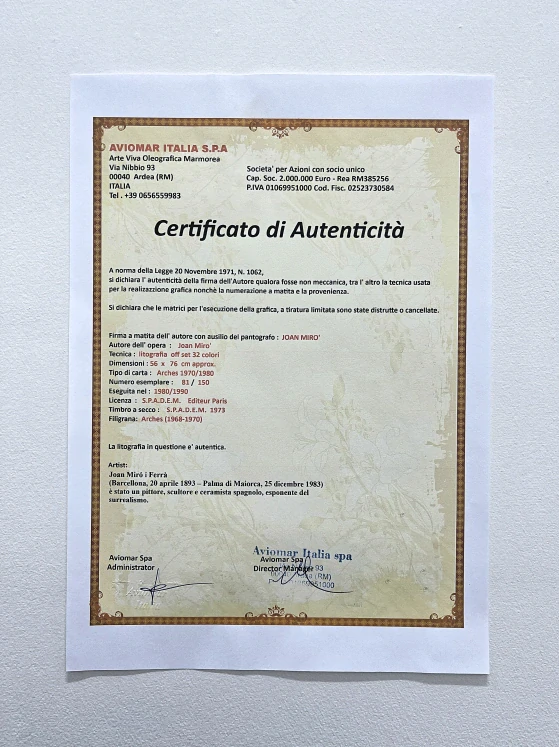 AVIOMAR ITALIA S.P.A
Arte Viva Oleografica Marmorea
Via Nibbio 93
00040 Ardea (RM)
ITALIA
Tel . +39 0656559983
Societa' per Azioni con socio unico
Cap. Soc. 2.000.000 Euro - Rea RM385256
P.IVA 01069951000 Cod. Fisc. 02523730584
Certificato di Autenticità
A norma della Legge 20 Novembre 1971, N. 1062,
si dichiara l' autenticità della firma dell'Autore qualora fosse non meccanica, tra l' altro la tecnica usata
per la realizzazzione grafica nonchè la numerazione a matita e la provenienza.
Si dichiara che le matrici per l'esecuzione della grafica, a tiratura limitata sono state distrutte o cancellate.
Firma a matita dell' autore con ausilio del pantografo : JOAN MIRO'
Autore dell' opera : Joan Miro'
Tecnica : litografia off set 32 colori
Dimensioni : 56 x 76 cm approx.
Tipo di carta : Arches 1970/1980
Numero esemplare : 81 / 150
Eseguita nel : 1980/1990
Licenza : S.P.A.D.E.M. Editeur Paris
Timbro a secco : S.P.A.D.E.M. 1973
Filigrana: Arches (1968-1970)
La litografia in questione e' autentica.
Artist:
Joan Miró i Ferrà
(Barcellona, 20 aprile 1893 – Palma di Maiorca, 25 dicembre 1983)
è stato un pittore, scultore e ceramista spagnolo, esponente del
surrealismo.
Aviomar Spa
Administrator
Aviomar Italia spa
Aviomar Spa
Director Manager
93
(RM)